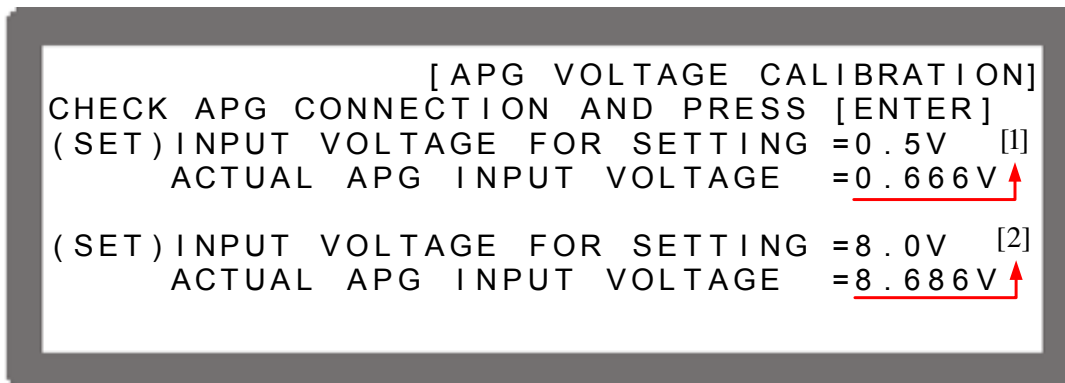 [APG VOLTAGE CALIBRATION]
CHECK APG CONNECTION AND PRESS [ENTER]
(SET)INPUT VOLTAGE FOR SETTING =0.5V [1]
ACTUAL APG INPUT VOLTAGE =0.666V
(SET)INPUT VOLTAGE FOR SETTING =8.0V [2]
ACTUAL APG INPUT VOLTAGE =8.686V